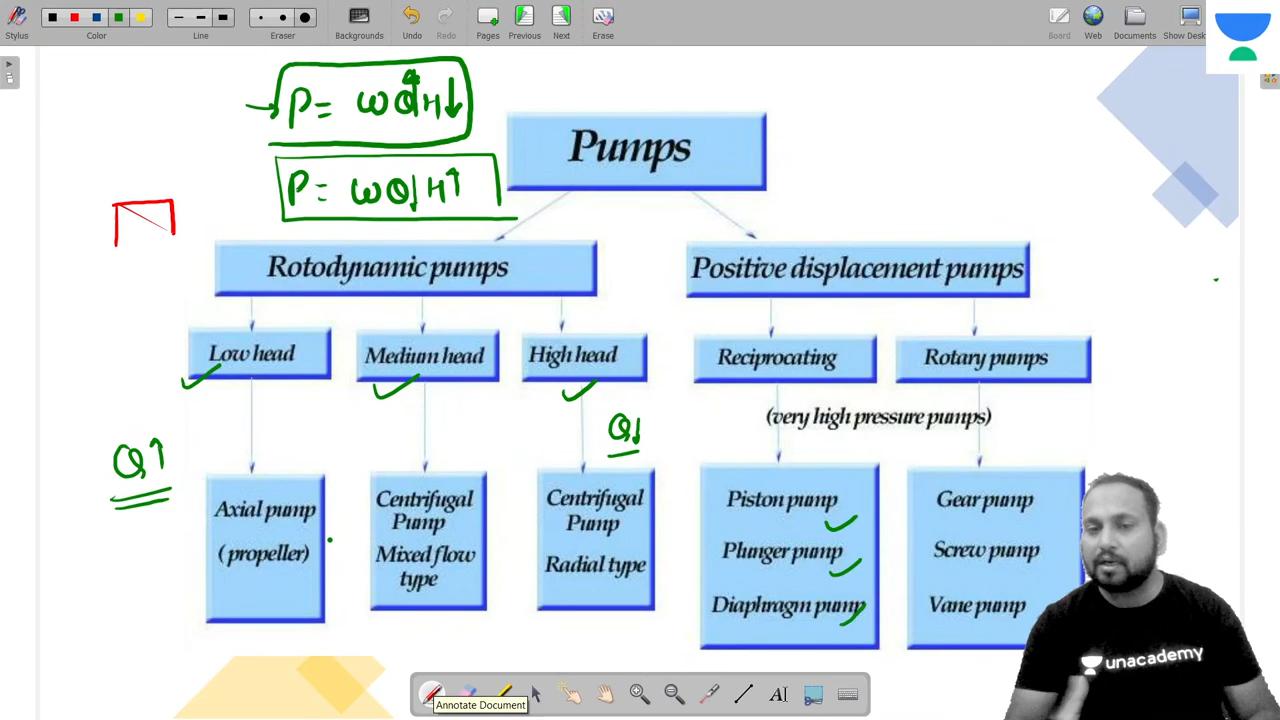 Stylus
Color
Line
Eraser
Backgrounds
Undo
Redo
Pages
Previous
Next
Erase
Board
Web
Documents
Show Desk
P = ωQ↑H↓
P = ωQ↓H↑
Pumps
Rotodynamic pumps
Positive displacement pumps
Low head
Medium head
High head
Reciprocating
Rotary pumps
(very high pressure pumps)
Q↑
Q↓
Axial pump
(propeller)
Centrifugal
Pump
Mixed flow
type
Centrifugal
Pump
Radial type
Piston pump
Plunger pump
Diaphragm pump
Gear pump
Screw pump
Vane pump
unacademy
Annotate Document